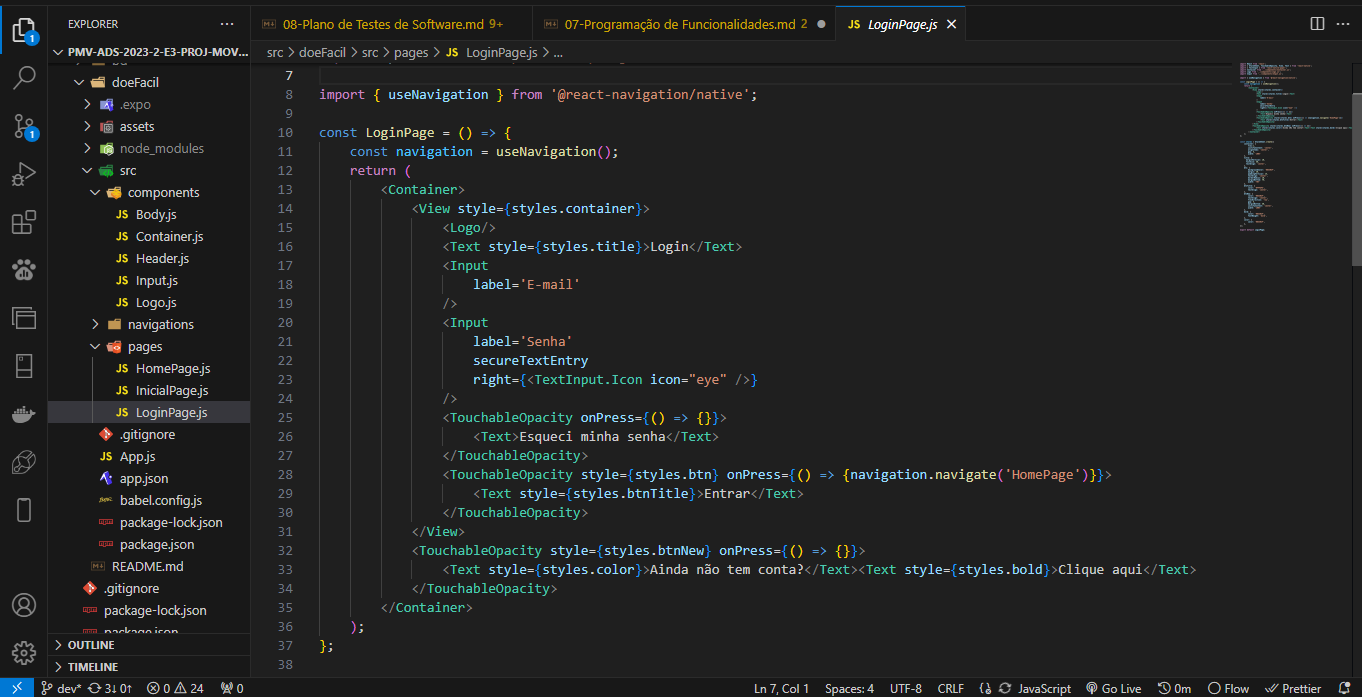 EXPLORER
PMV-ADS-2023-2-E3-PROJ-MOV...
doeFacil
.expo
assets
node_modules
src
components
Body.js
Container.js
Header.js
Input.js
Logo.js
navigations
pages
HomePage.js
InicialPage.js
LoginPage.js
.gitignore
App.js
app.json
babel.config.js
package-lock.json
package.json
README.md
.gitignore
package-lock.json
package.json
OUTLINE
TIMELINE
1
1
08-Plano de Testes de Software.md 9+
07-Programação de Funcionalidades.md 2
JS LoginPage.js
src > doeFacil > src > pages > JS LoginPage.js > ...
7
8 import { useNavigation } from '@react-navigation/native';
9
10 const LoginPage = () => {
11 const navigation = useNavigation();
12 return (
13 <Container>
14 <View style={styles.container}>
15 <Logo/>
16 <Text style={styles.title}>Login</Text>
17 <Input
18 label='E-mail'
19 />
20 <Input
21 label='Senha'
22 secureTextEntry
23 right={<TextInput.Icon icon="eye" />}
24 />
25 <TouchableOpacity onPress={() => {}}>
26 <Text>Esqueci minha senha</Text>
27 </TouchableOpacity>
28 <TouchableOpacity style={styles.btn} onPress={() => {navigation.navigate('HomePage')}}>
29 <Text style={styles.btnTitle}>Entrar</Text>
30 </TouchableOpacity>
31 </View>
32 <TouchableOpacity style={styles.btnNew} onPress={() => {}}>
33 <Text style={styles.color}>Ainda não tem conta?</Text><Text style={styles.bold}>Clique aqui</Text>
34 </TouchableOpacity>
35 </Container>
36 );
37 };
38
dev* 3↓ 0↑ 0 24 0 Ln 7, Col 1 Spaces: 4 UTF-8 CRLF {} JavaScript Go Live 0m Flow Prettier